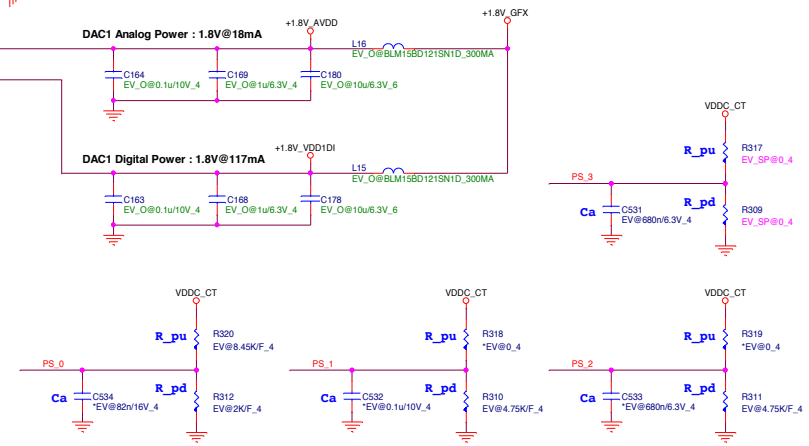 +1.8V_GFX
+1.8V_AVDD
DAC1 Analog Power : 1.8V@18mA
L16
EV_O@BLM15BD121SN1D_300MA
C164
EV_O@0.1u/10V_4
C169
EV_O@1u/6.3V_4
C180
EV_O@10u/6.3V_6
+1.8V_VDD1DI
DAC1 Digital Power : 1.8V@117mA
L15
EV_O@BLM15BD121SN1D_300MA
C163
EV_O@0.1u/10V_4
C168
EV_O@1u/6.3V_4
C178
EV_O@10u/6.3V_6
VDDC_CT
R_pu
R317
EV_SP@0_4
PS_3
R_pd
R309
EV_SP@0_4
Ca
C531
EV@680n/6.3V_4
VDDC_CT
R_pu
R320
EV@8.45K/F_4
PS_0
R_pd
R312
EV@2K/F_4
Ca
C534
*EV@82n/16V_4
VDDC_CT
R_pu
R318
*EV@0_4
PS_1
R_pd
R310
EV@4.75K/F_4
Ca
C532
*EV@0.1u/10V_4
VDDC_CT
R_pu
R319
*EV@0_4
PS_2
R_pd
R311
EV@4.75K/F_4
Ca
C533
*EV@680n/6.3V_4